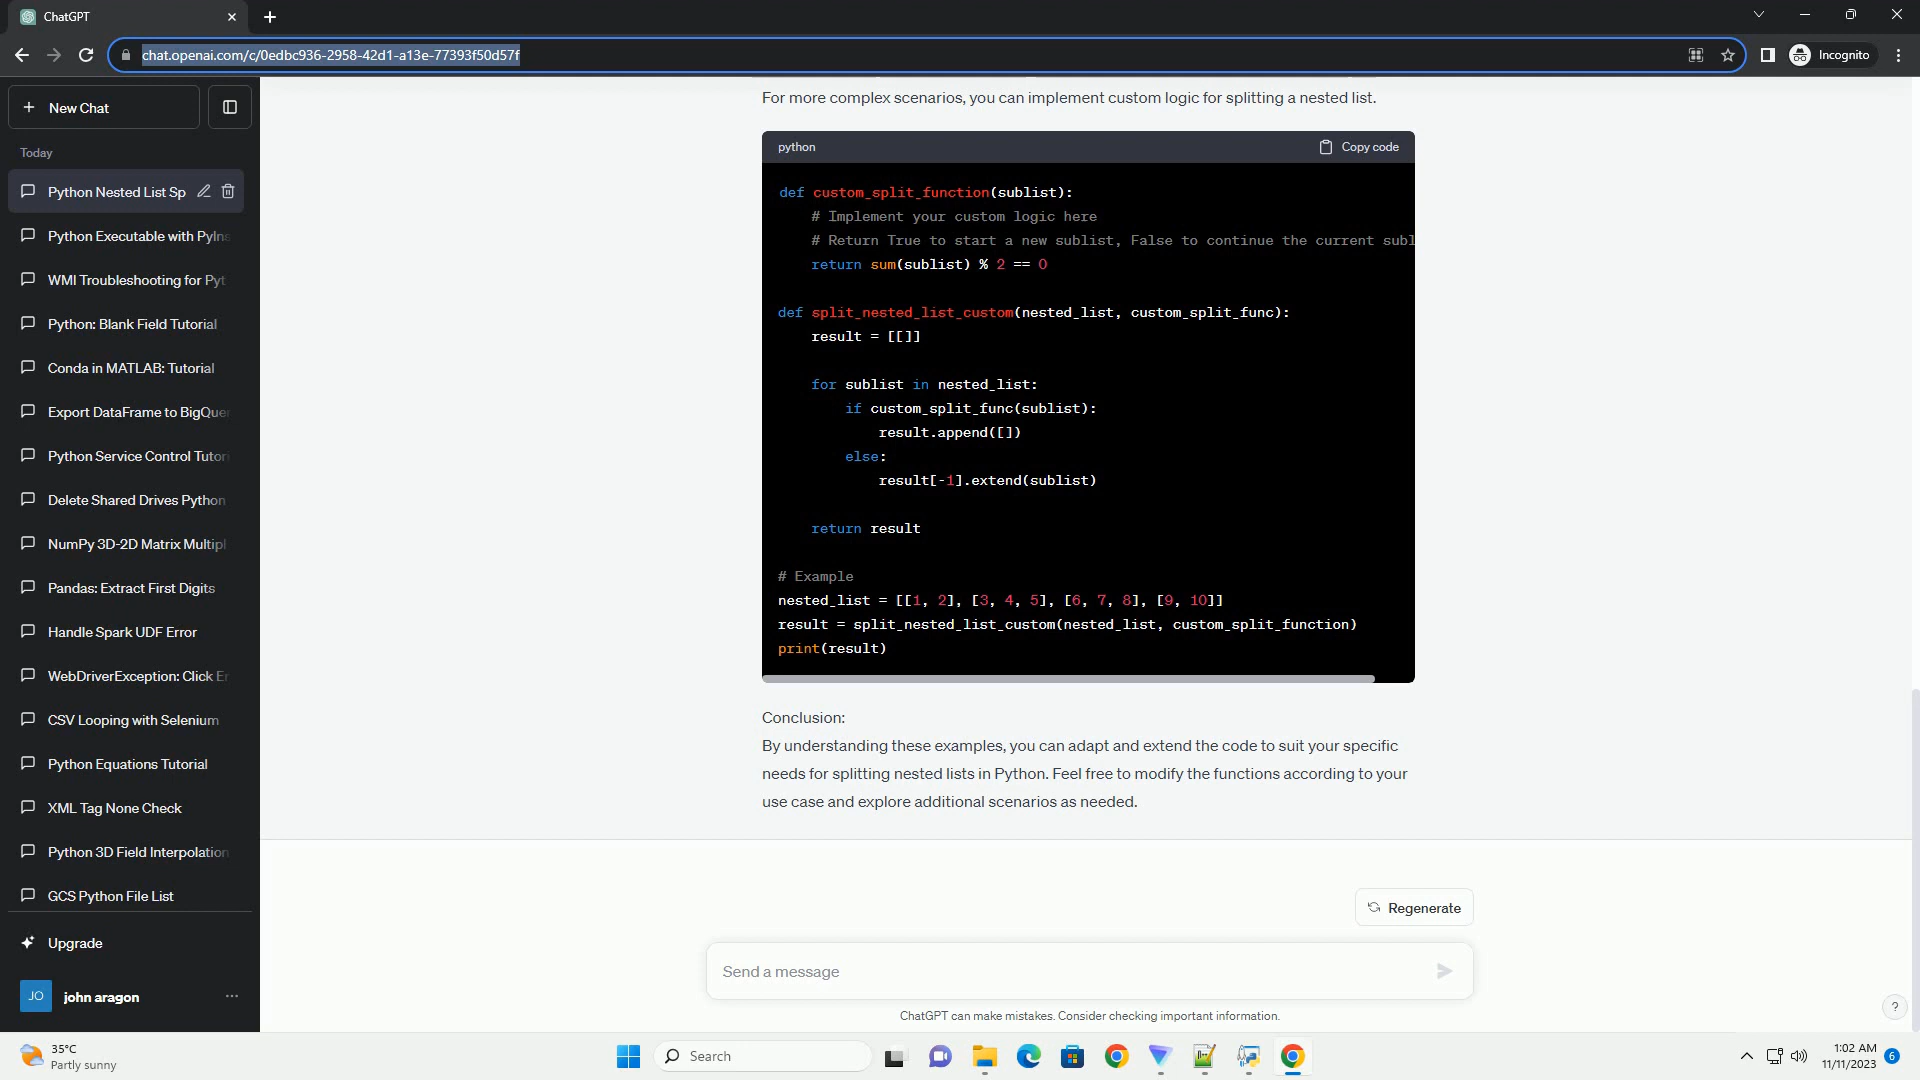 ChatGPT
chat.openai.com/c/0edbc936-2958-42d1-a13e-77393f50d57f
Incognito
New Chat
Today
Python Nested List Sp
Python Executable with PyIns
WMI Troubleshooting for Pyt
Python: Blank Field Tutorial
Conda in MATLAB: Tutorial
Export DataFrame to BigQuer
Python Service Control Tutori
Delete Shared Drives Python
NumPy 3D-2D Matrix Multipl
Pandas: Extract First Digits
Handle Spark UDF Error
WebDriverException: Click Er
CSV Looping with Selenium
Python Equations Tutorial
XML Tag None Check
Python 3D Field Interpolation
GCS Python File List
Upgrade
JO john aragon
For more complex scenarios, you can implement custom logic for splitting a nested list.
python Copy code
def custom_split_function(sublist):
# Implement your custom logic here
# Return True to start a new sublist, False to continue the current subl
return sum(sublist) % 2 == 0
def split_nested_list_custom(nested_list, custom_split_func):
result = [[]]
for sublist in nested_list:
if custom_split_func(sublist):
result.append([])
else:
result[-1].extend(sublist)
return result
# Example
nested_list = [[1, 2], [3, 4, 5], [6, 7, 8], [9, 10]]
result = split_nested_list_custom(nested_list, custom_split_function)
print(result)
Conclusion:
By understanding these examples, you can adapt and extend the code to suit your specific
needs for splitting nested lists in Python. Feel free to modify the functions according to your
use case and explore additional scenarios as needed.
Regenerate
Send a message
ChatGPT can make mistakes. Consider checking important information.
?
35°C
Partly sunny
Search
1:02 AM
11/11/2023
6